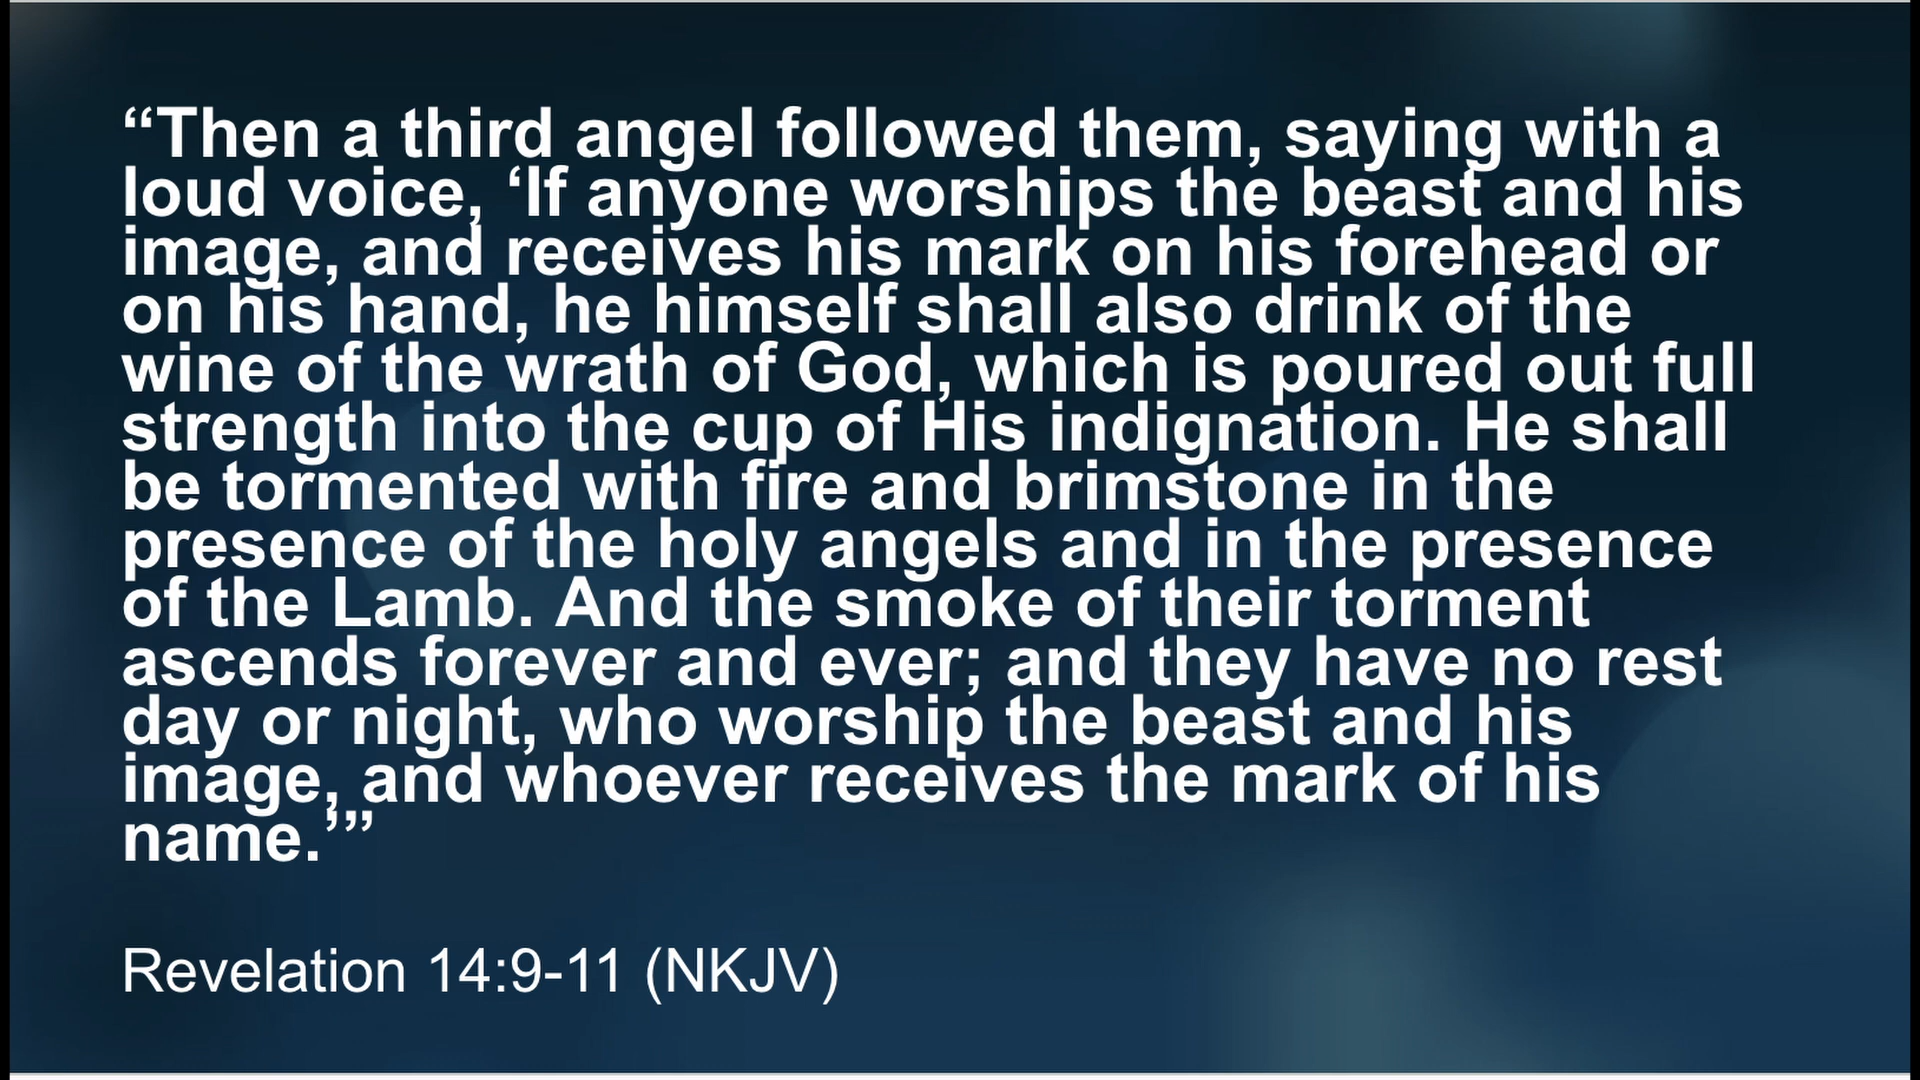 “Then a third angel followed them, saying with a
loud voice, ‘If anyone worships the beast and his
image, and receives his mark on his forehead or
on his hand, he himself shall also drink of the
wine of the wrath of God, which is poured out full
strength into the cup of His indignation. He shall
be tormented with fire and brimstone in the
presence of the holy angels and in the presence
of the Lamb. And the smoke of their torment
ascends forever and ever; and they have no rest
day or night, who worship the beast and his
image, and whoever receives the mark of his
name.’”
Revelation 14:9-11 (NKJV)